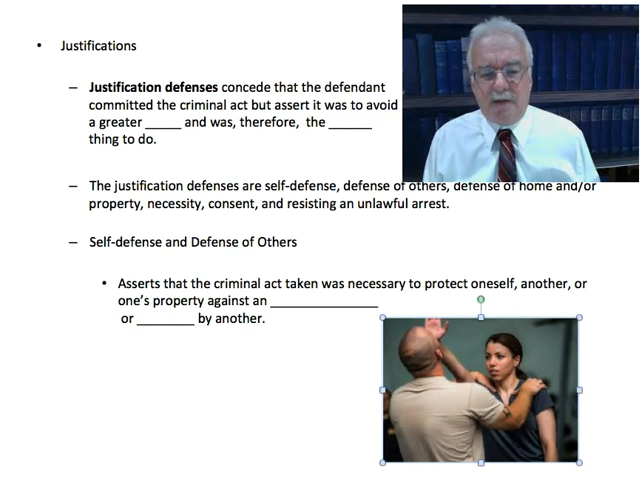 • Justifications
– Justification defenses concede that the defendant
committed the criminal act but assert it was to avoid
a greater _____ and was, therefore, the ______
thing to do.
– The justification defenses are self-defense, defense of others, defense of home and/or
property, necessity, consent, and resisting an unlawful arrest.
– Self-defense and Defense of Others
• Asserts that the criminal act taken was necessary to protect oneself, another, or
one's property against an _______________
or ________ by another.